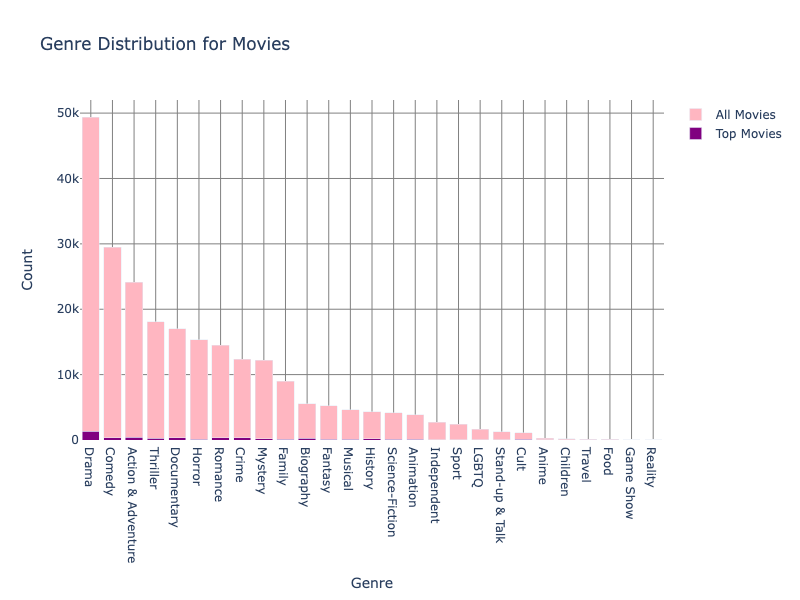 Genre Distribution for Movies
All Movies
Top Movies
Count
50k
40k
30k
20k
10k
0
Drama
Comedy
Action & Adventure
Thriller
Documentary
Horror
Romance
Crime
Mystery
Family
Biography
Fantasy
Musical
History
Science-Fiction
Animation
Independent
Sport
LGBTQ
Stand-up & Talk
Cult
Anime
Children
Travel
Food
Game Show
Reality
Genre